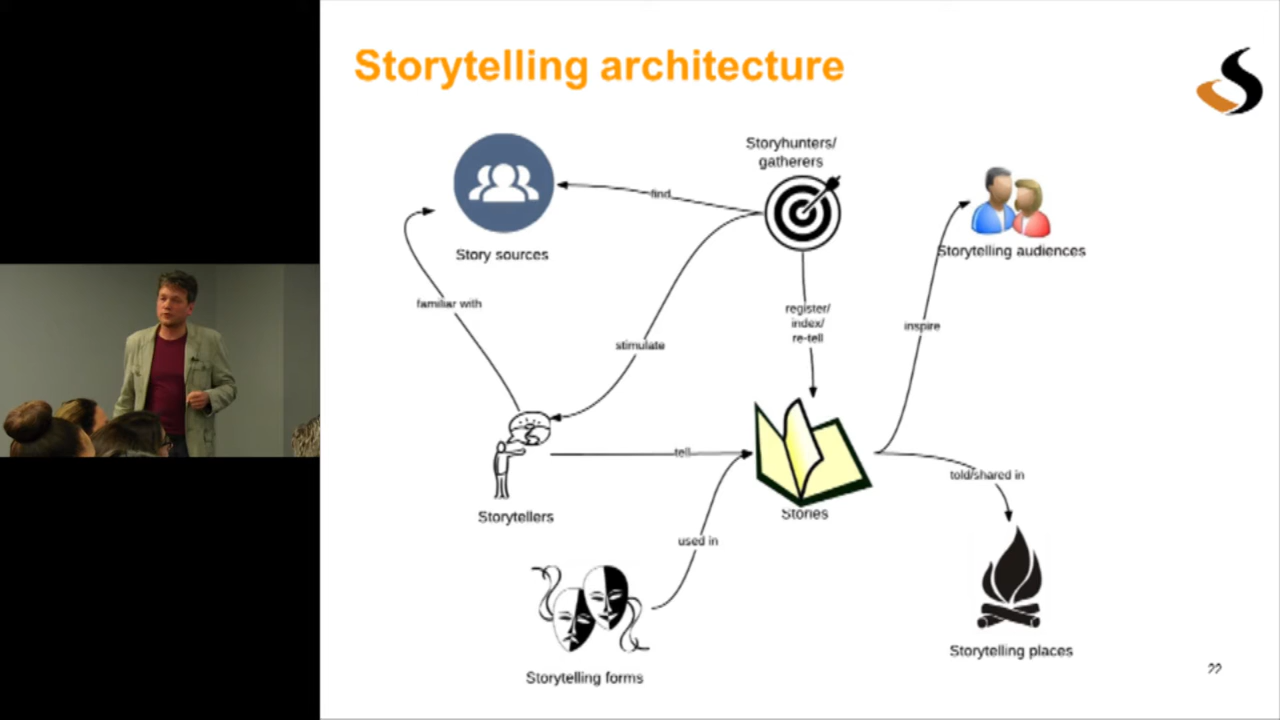 Storytelling architecture
Storyhunters/
gatherers
find
Story sources
Storytelling audiences
familiar with
register/
index/
re-tell
inspire
stimulate
tell
told/shared in
Stories
Storytellers
used in
Storytelling places
Storytelling forms
22